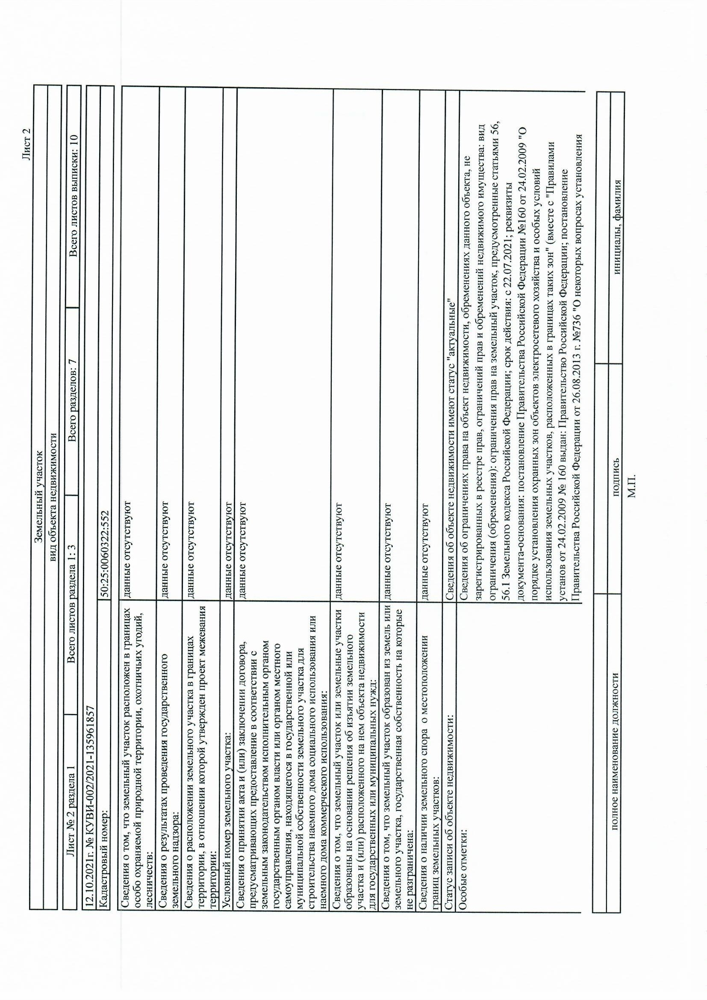 Лист 2
Земельный участок
вид объекта недвижимости
Лист № 2 раздела 1
Всего листов раздела 1: 3
Всего разделов: 7
Всего листов выписки: 10
12.10.2021г. № КУВИ-002/2021-135961857
Кадастровый номер:
50:25:0060322:552
Сведения о том, что земельный участок расположен в границах
особо охраняемой природной территории, охотничьих угодий,
лесничеств:
данные отсутствуют
Сведения о результатах проведения государственного
земельного надзора:
данные отсутствуют
Сведения о расположении земельного участка в границах
территории, в отношении которой утвержден проект межевания
территории:
данные отсутствуют
Условный номер земельного участка:
данные отсутствуют
Сведения о принятии акта и (или) заключении договора,
предусматривающих предоставление в соответствии с
земельным законодательством исполнительным органом
государственным органом власти или органом местного
самоуправления, находящегося в государственной или
муниципальной собственности земельного участка для
строительства наемного дома социального использования или
наемного дома коммерческого использования:
данные отсутствуют
Сведения о том, что земельный участок или земельные участки
образованы на основании решения об изъятии земельного
участка и (или) расположенного на нем объекта недвижимости
для государственных или муниципальных нужд:
данные отсутствуют
Сведения о том, что земельный участок образован из земель или
земельного участка, государственная собственность на которые
не разграничена:
данные отсутствуют
Сведения о наличии земельного спора о местоположении
границ земельных участков:
данные отсутствуют
Статус записи об объекте недвижимости:
Сведения об объекте недвижимости имеют статус "актуальные"
Особые отметки:
Сведения об ограничениях права на объект недвижимости, обременениях данного объекта, не
зарегистрированных в реестре прав, ограничений прав и обременений недвижимого имущества: вид
ограничения (обременения): ограничения прав на земельный участок, предусмотренные статьями 56,
56.1 Земельного кодекса Российской Федерации; срок действия: с 22.07.2021; реквизиты
документа-основания: постановление Правительства Российской Федерации №160 от 24.02.2009 "О
порядке установления охранных зон объектов электросетевого хозяйства и особых условий
использования земельных участков, расположенных в границах таких зон" (вместе с "Правилами
установ от 24.02.2009 № 160 выдан: Правительство Российской Федерации; постановление
Правительства Российской Федерации от 26.08.2013 г. №736 "О некоторых вопросах установления
полное наименование должности
подпись
инициалы, фамилия
М.П.